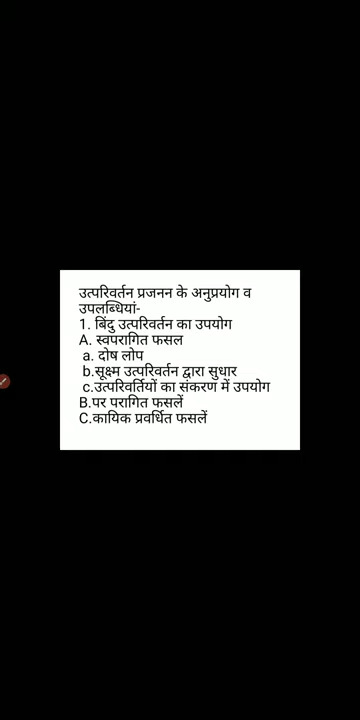 उत्परिवर्तन प्रजनन के अनुप्रयोग व
उपलब्धियां-
1. बिंदु उत्परिवर्तन का उपयोग
A. स्वपरागित फसल
a. दोष लोप
b.सूक्ष्म उत्परिवर्तन द्वारा सुधार
c.उत्परिवर्तियों का संकरण में उपयोग
B.पर परागित फसलें
C.कायिक प्रवर्धित फसलें